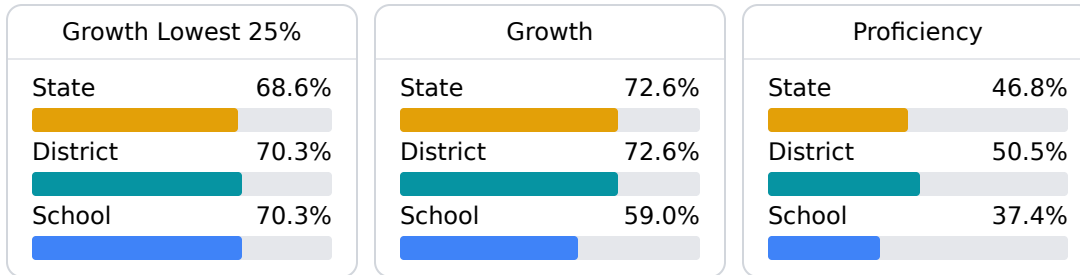 Growth Lowest 25%
State 68.6%
District 70.3%
School 70.3%
Growth
State 72.6%
District 72.6%
School 59.0%
Proficiency
State 46.8%
District 50.5%
School 37.4%